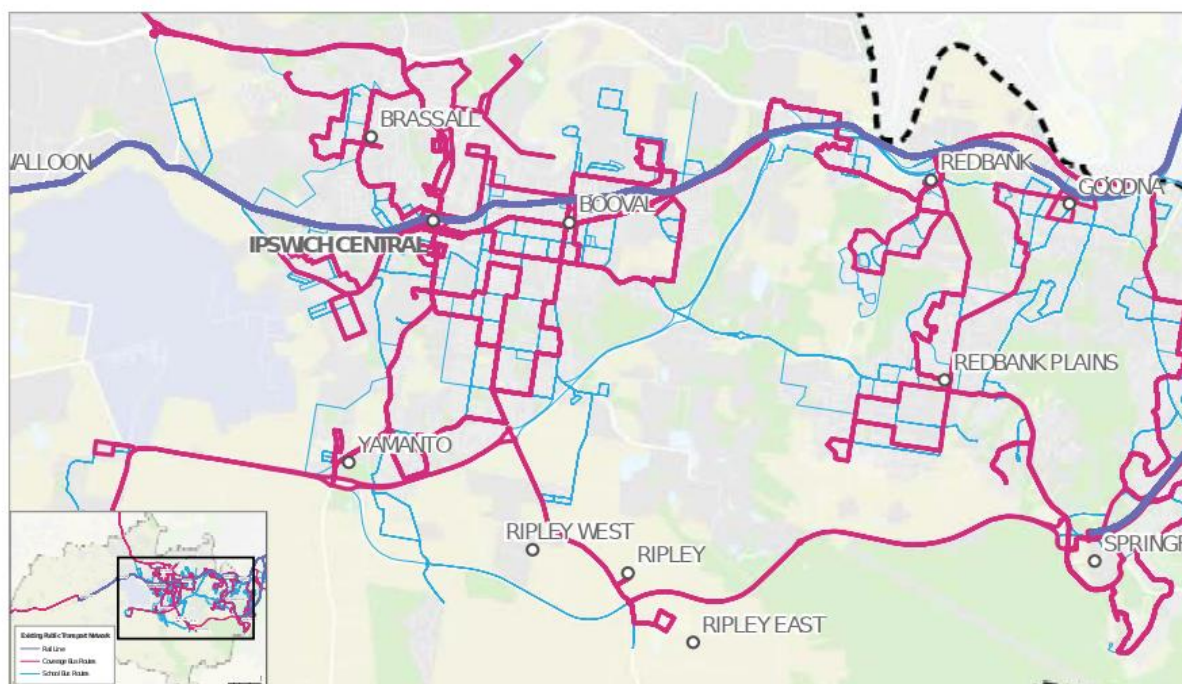 BRASSALL
WALLOON
REDBANK
GOODNA
BOOVAL
IPSWICH CENTRAL
REDBANK PLAINS
YAMANTO
RIPLEY WEST
RIPLEY
SPRINGF
RIPLEY EAST
Existing Public Transport Network
Rail Line
Coverage Bus Routes
School Bus Routes